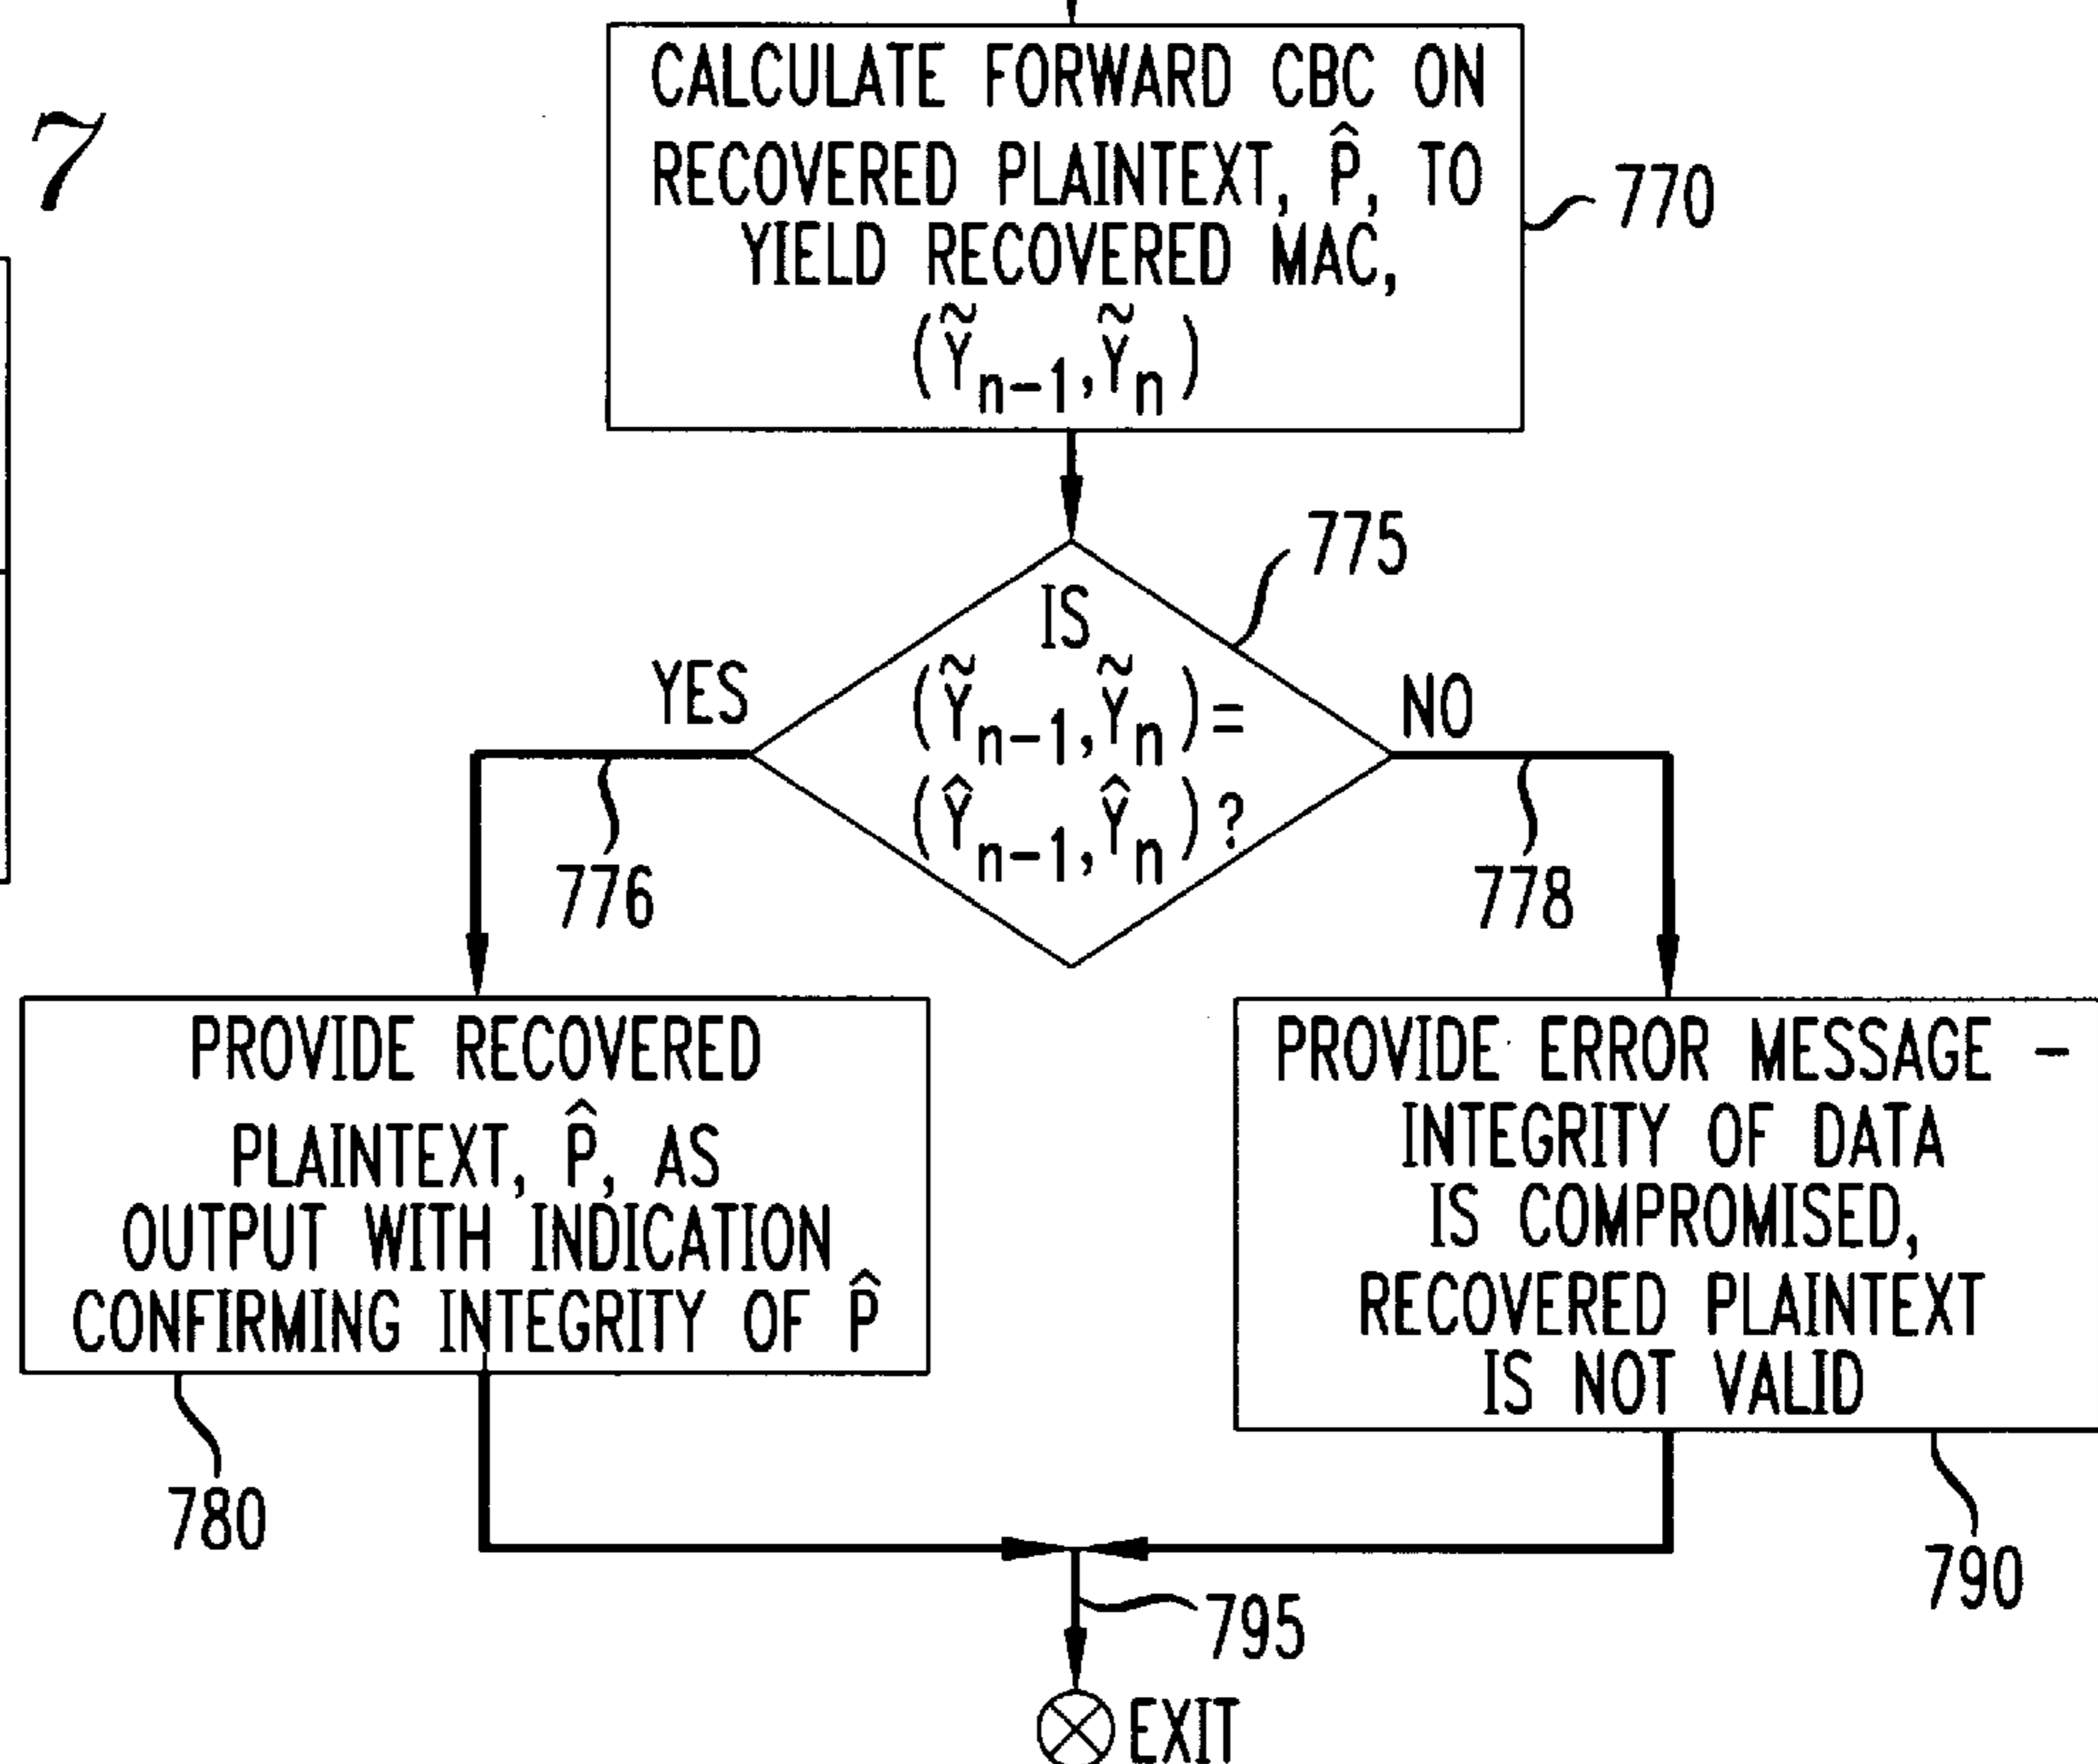 7
CALCULATE FORWARD CBC ON
RECOVERED PLAINTEXT, P̂, TO
YIELD RECOVERED MAC,
(Ỹn−1,Ỹn)
770
775
IS
(Ỹn−1,Ỹn)=
(Ŷn−1,Ŷn)?
YES
NO
776
778
PROVIDE RECOVERED
PLAINTEXT, P̂, AS
OUTPUT WITH INDICATION
CONFIRMING INTEGRITY OF P̂
PROVIDE ERROR MESSAGE –
INTEGRITY OF DATA
IS COMPROMISED,
RECOVERED PLAINTEXT
IS NOT VALID
780
790
795
EXIT